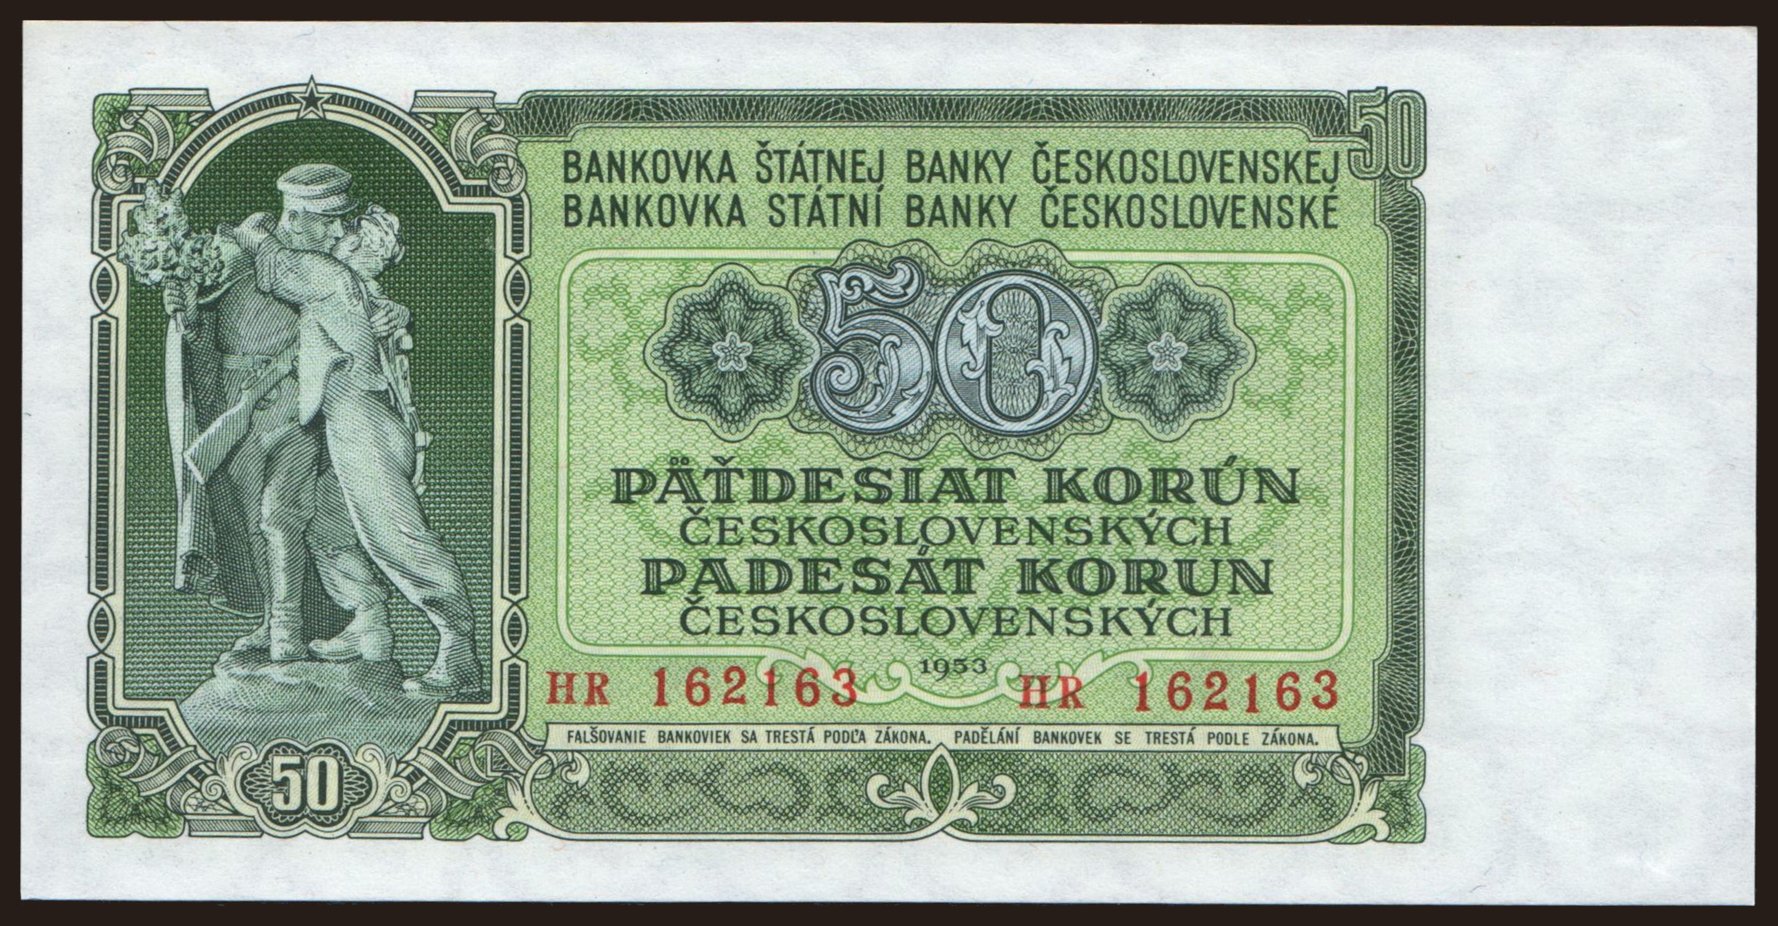 50
BANKOVKA ŠTÁTNEJ BANKY ČESKOSLOVENSKEJ
BANKOVKA STÁTNÍ BANKY ČESKOSLOVENSKÉ
50
PÄŤDESIAT KORÚN
ČESKOSLOVENSKÝCH
PADESÁT KORUN
ČESKOSLOVENSKÝCH
1953
HR 162163 HR 162163
FALŠOVANIE BANKOVIEK SA TRESTÁ PODĽA ZÁKONA. PADĚLÁNÍ BANKOVEK SE TRESTÁ PODLE ZÁKONA.
50